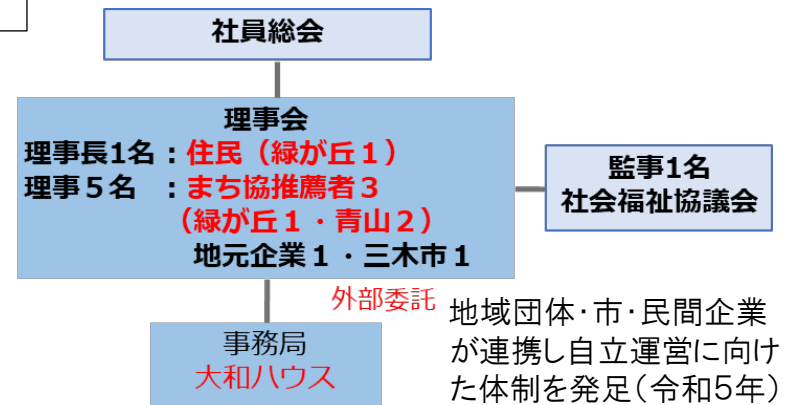 社員総会
理事会
理事長1名:住民(緑が丘1)
理事5名 :まち協推薦者3
(緑が丘1・青山2)
地元企業1・三木市1
監事1名
社会福祉協議会
外部委託
事務局
大和ハウス
地域団体・市・民間企業
が連携し自立運営に向け
た体制を発足(令和5年)